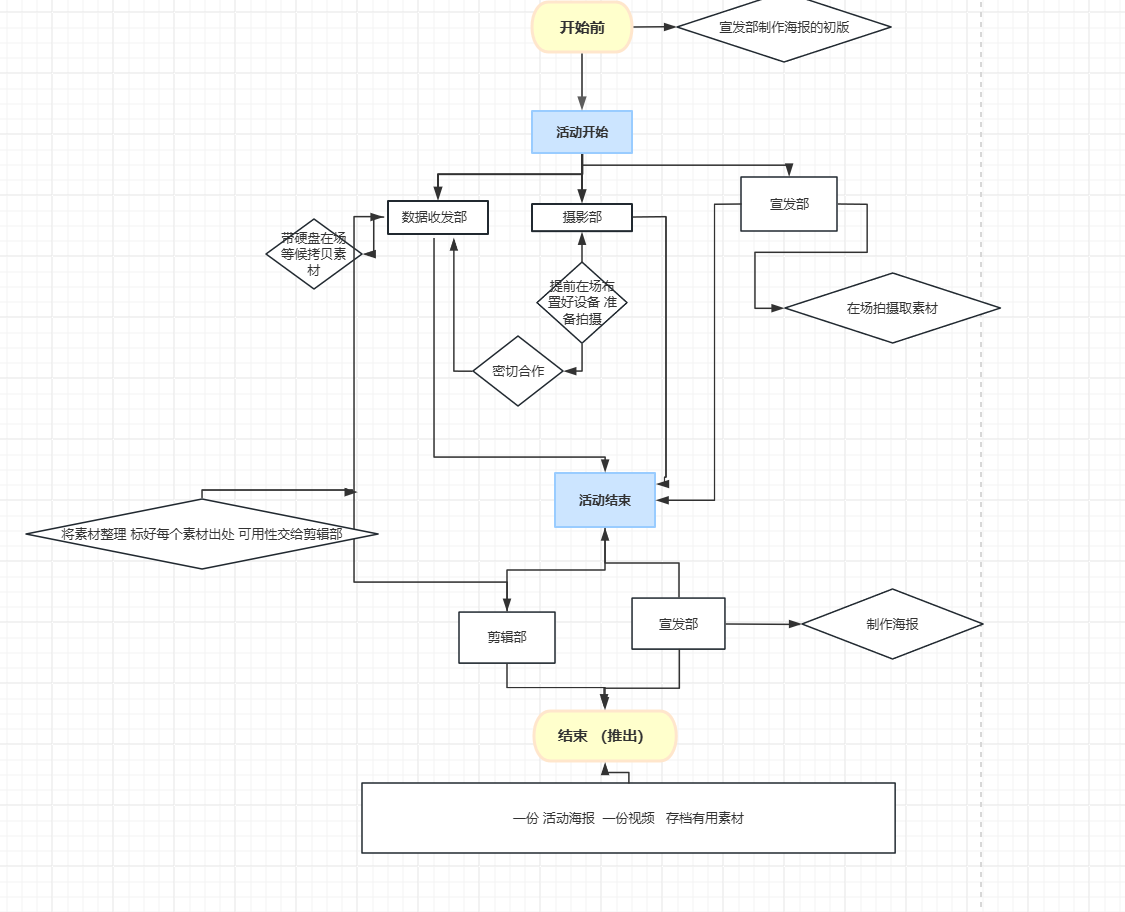 开始前
宣发部制作海报的初版
活动开始
数据收发部
摄影部
宣发部
带硬盘在场
等候拷贝素
材
提前在场布
置好设备 准
备拍摄
在场拍摄取素材
密切合作
活动结束
将素材整理 标好每个素材出处 可用性交给剪辑部
剪辑部
宣发部
制作海报
结束 （推出）
一份 活动海报 一份视频 存档有用素材